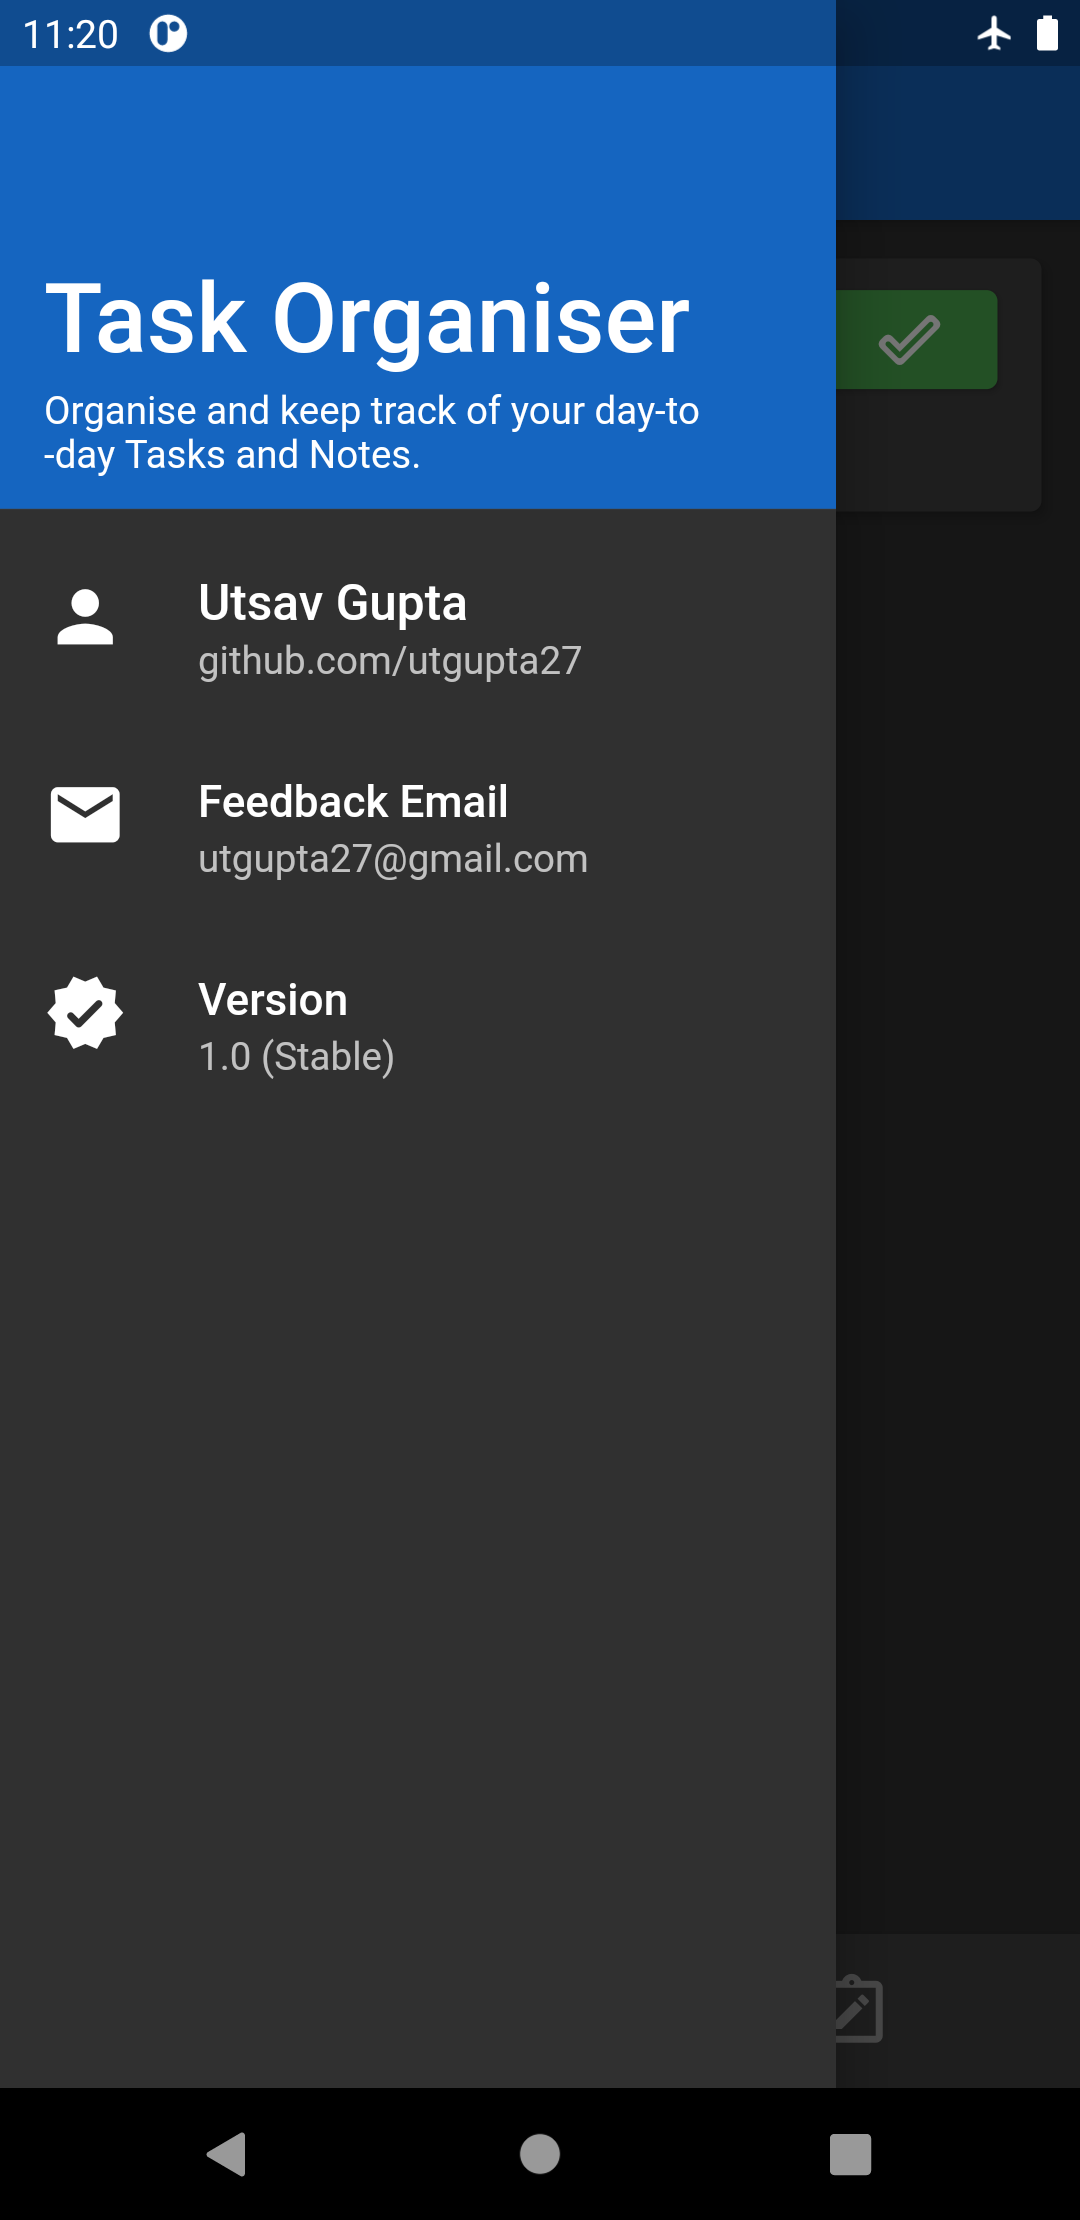 11:20
Task Organiser
Organise and keep track of your day-to
-day Tasks and Notes.
Utsav Gupta
github.com/utgupta27
Feedback Email
utgupta27@gmail.com
Version
1.0 (Stable)